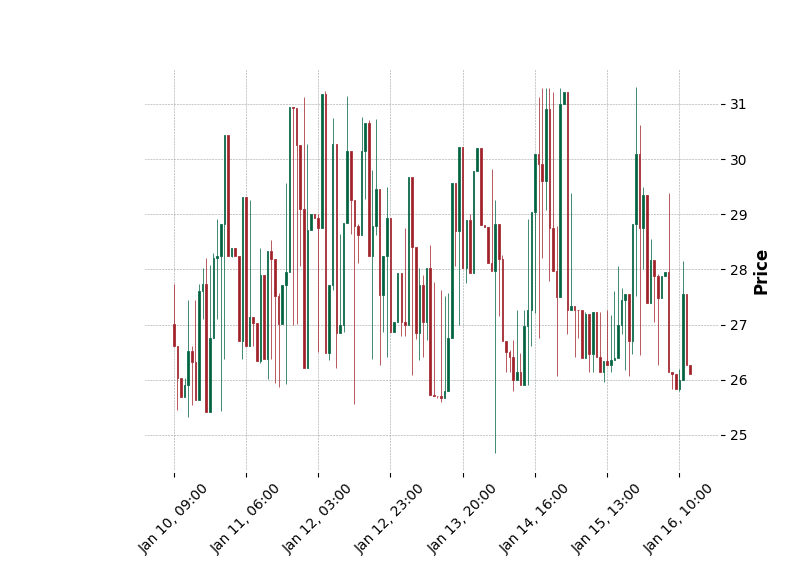 31
30
29
28
27
26
25
Price
Jan 10, 09:00
Jan 11, 06:00
Jan 12, 03:00
Jan 12, 23:00
Jan 13, 20:00
Jan 14, 16:00
Jan 15, 13:00
Jan 16, 10:00